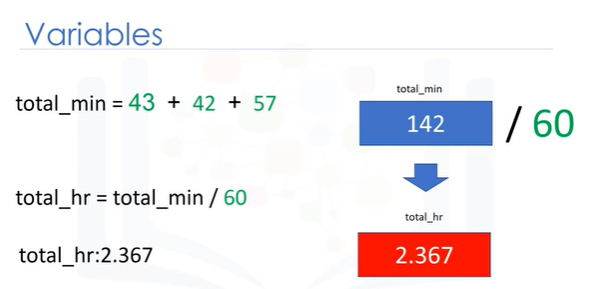 Variables
total_min = 43 + 42 + 57
total_min
142 / 60
total_hr = total_min / 60
total_hr
total_hr:2.367
2.367